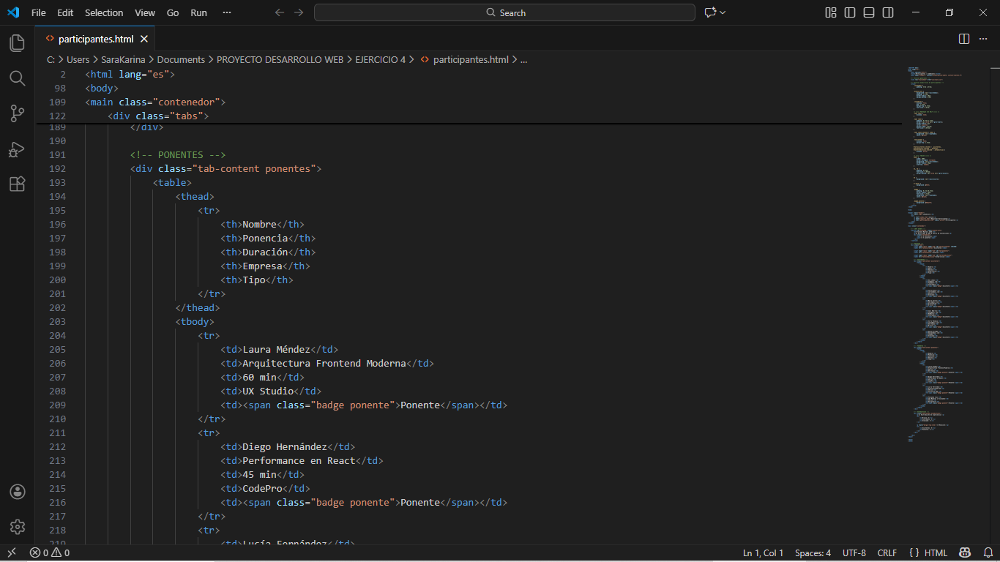 File Edit Selection View Go Run ···
Search
participantes.html
C: > Users > SaraKarina > Documents > PROYECTO DESARROLLO WEB > EJERCICIO 4 > <> participantes.html > ...
2 <html lang="es">
98 <body>
109 <main class="contenedor">
122 <div class="tabs">
189 </div>
190
191 <!-- PONENTES -->
192 <div class="tab-content ponentes">
193 <table>
194 <thead>
195 <tr>
196 <th>Nombre</th>
197 <th>Ponencia</th>
198 <th>Duración</th>
199 <th>Empresa</th>
200 <th>Tipo</th>
201 </tr>
202 </thead>
203 <tbody>
204 <tr>
205 <td>Laura Méndez</td>
206 <td>Arquitectura Frontend Moderna</td>
207 <td>60 min</td>
208 <td>UX Studio</td>
209 <td><span class="badge ponente">Ponente</span></td>
210 </tr>
211 <tr>
212 <td>Diego Hernández</td>
213 <td>Performance en React</td>
214 <td>45 min</td>
215 <td>CodePro</td>
216 <td><span class="badge ponente">Ponente</span></td>
217 </tr>
218 <tr>
219 <td>Lucía Fernández</td>
0 0 Ln 1, Col 1 Spaces: 4 UTF-8 CRLF {} HTML